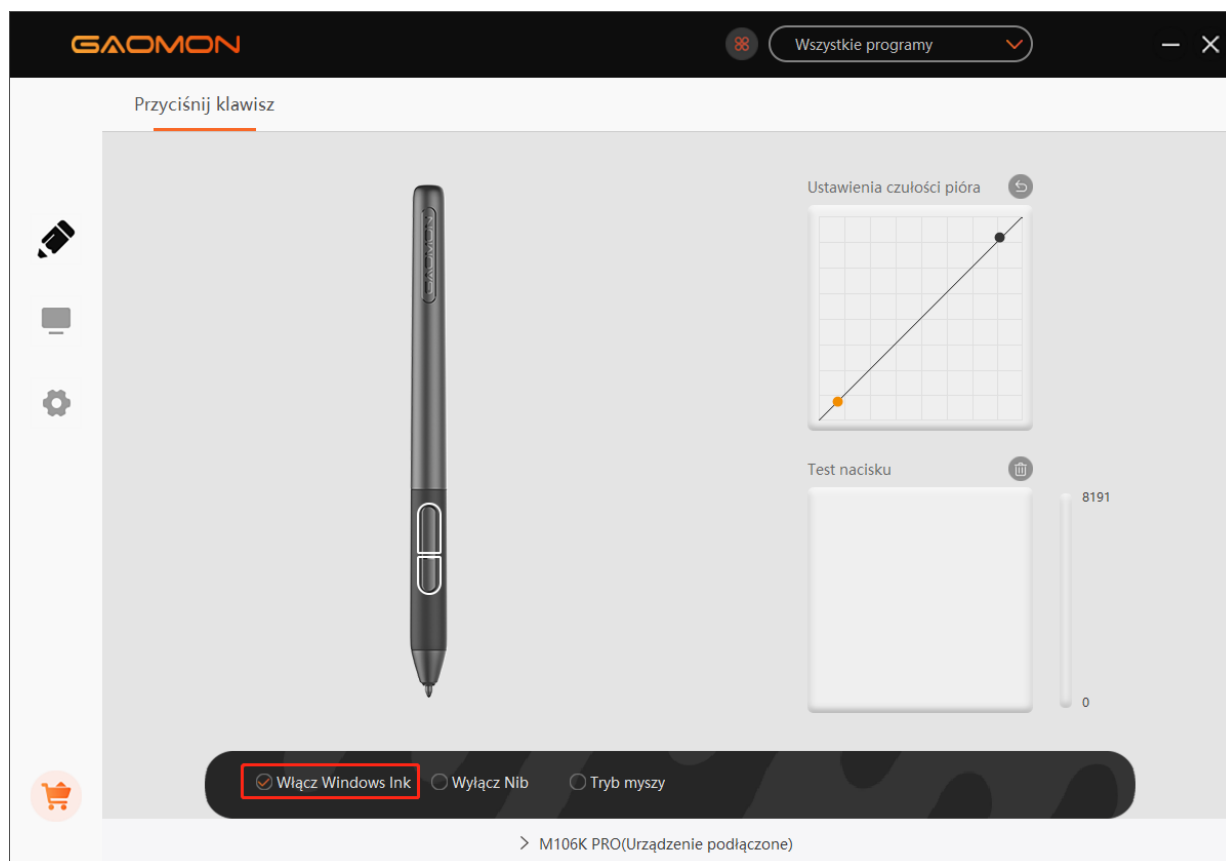 GAOMON
Wszystkie programy
Przyciśnij klawisz
GAOMON
Ustawienia czułości pióra
Test nacisku
8191
0
Włącz Windows Ink
Wyłącz Nib
Tryb myszy
M106K PRO(Urządzenie podłączone)